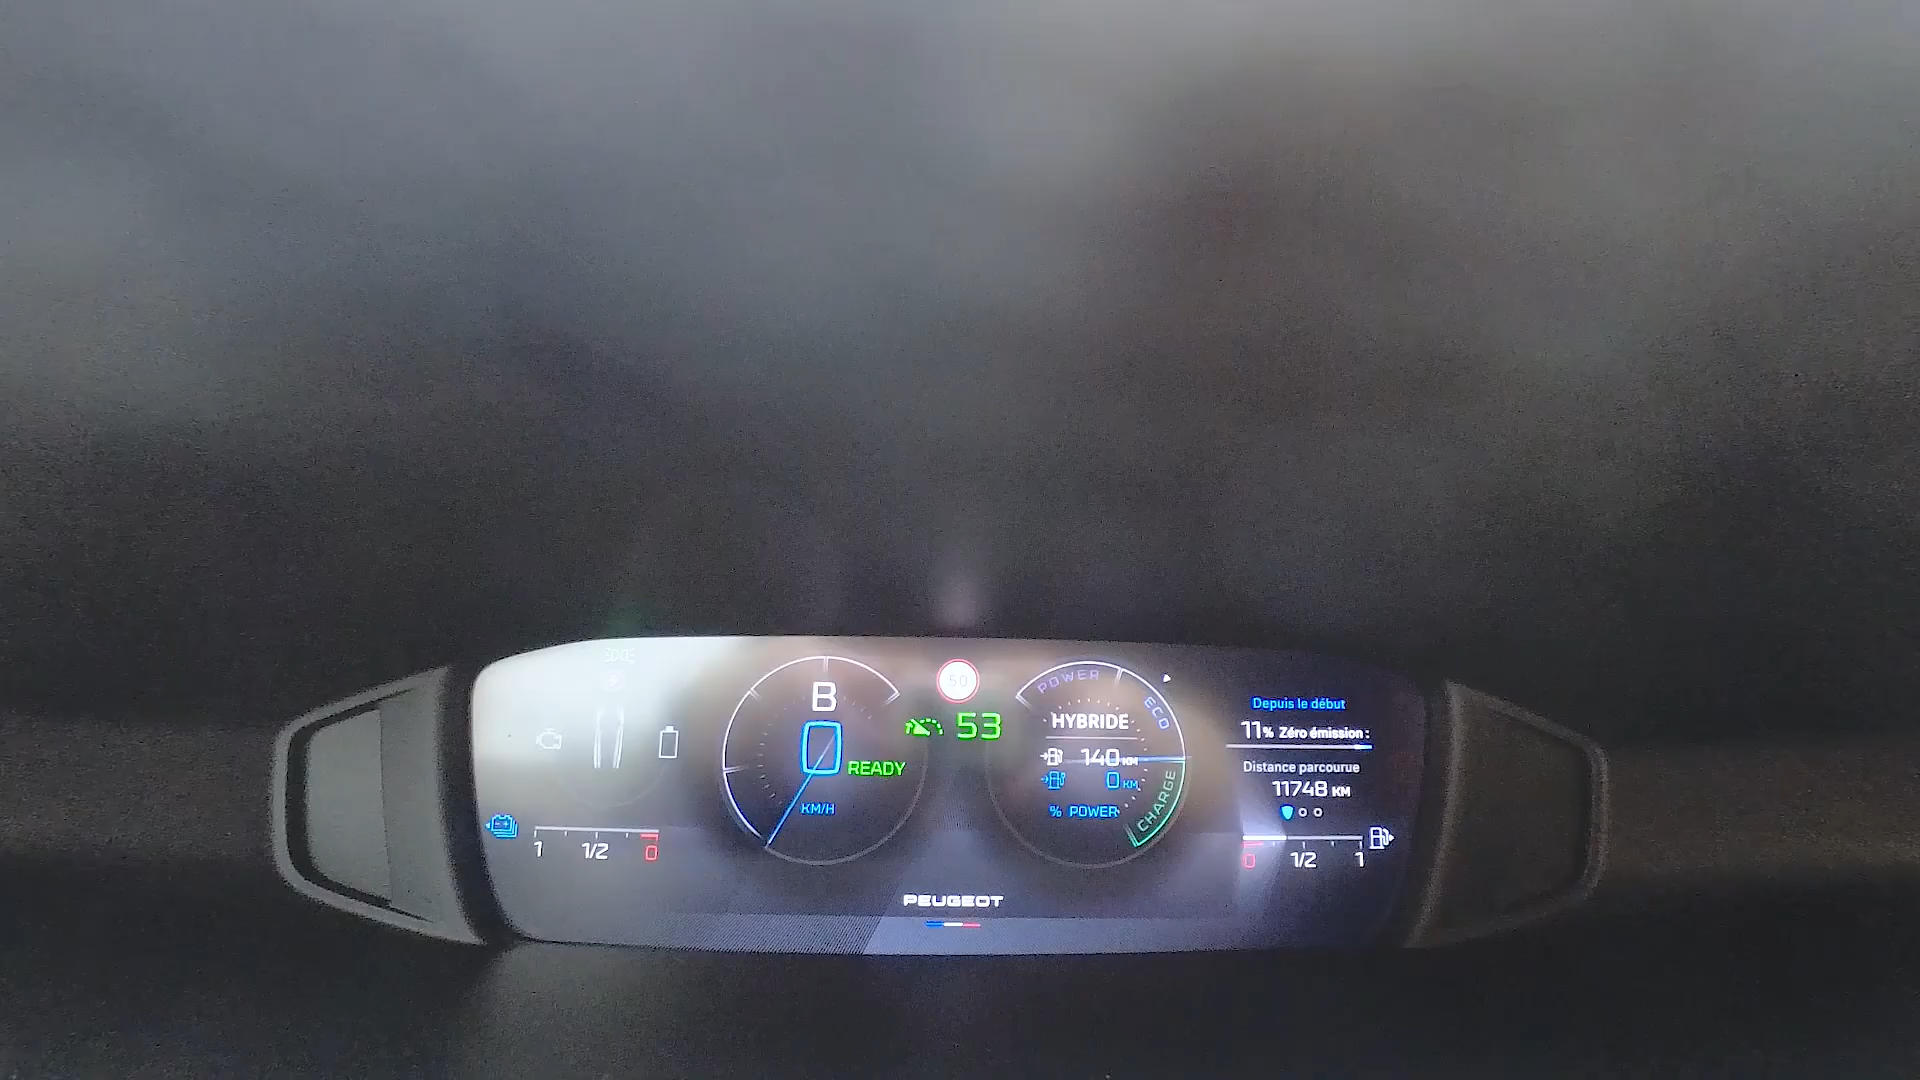 B
0
READY
KM/H
50
53
POWER
ECO
CHARGE
HYBRIDE
140 KM
0 KM
% POWER
Depuis le début
11% Zéro émission :
Distance parcourue
11748 KM
1 1/2 0
0 1/2 1
PEUGEOT